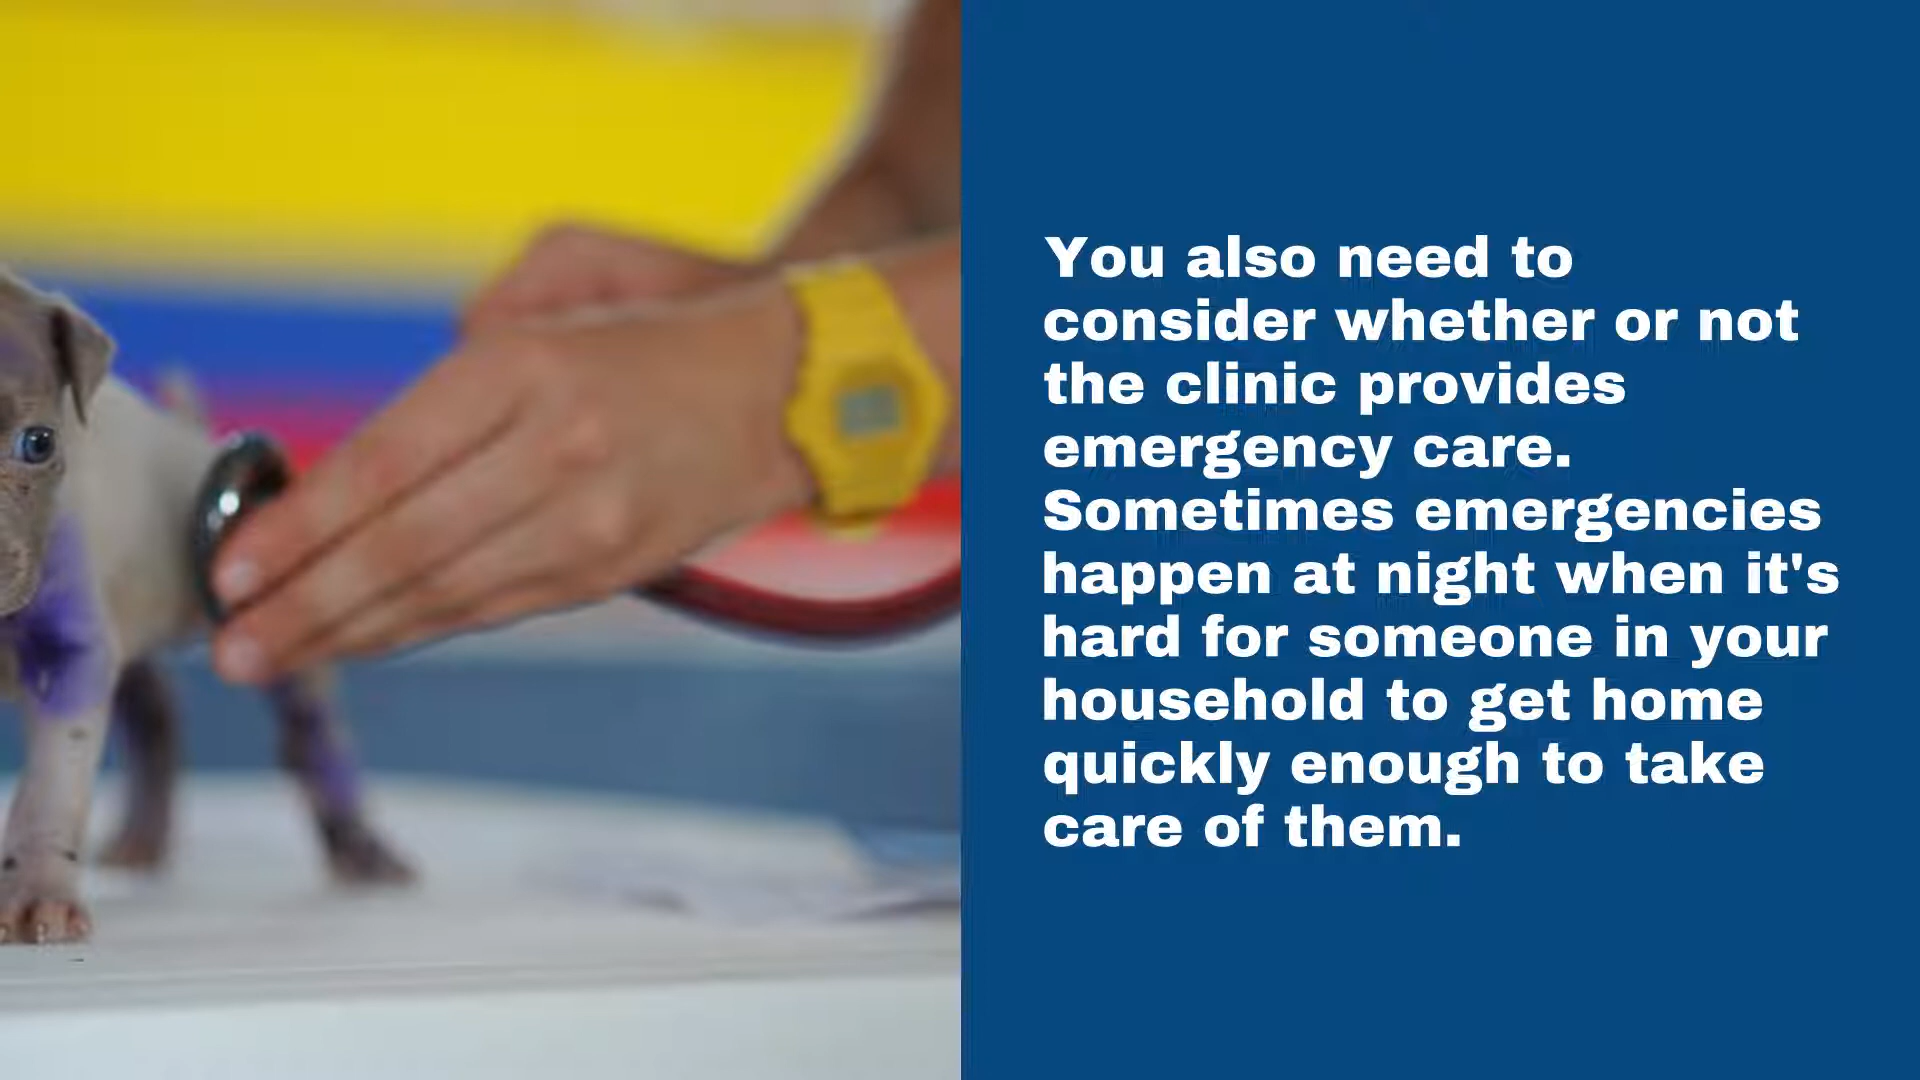 You also need to
consider whether or not
the clinic provides
emergency care.
Sometimes emergencies
happen at night when it's
hard for someone in your
household to get home
quickly enough to take
care of them.